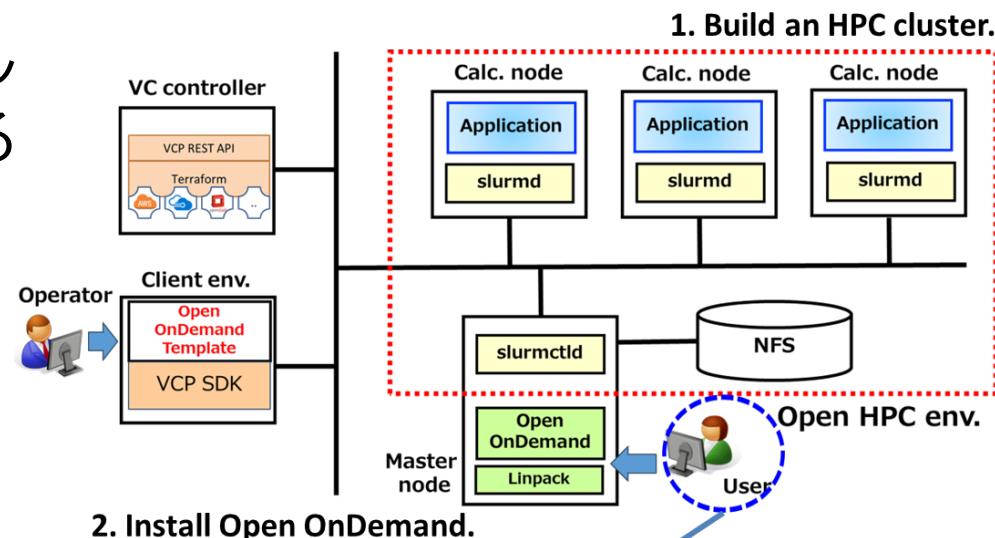 1. Build an HPC cluster.
る
VC controller
VCP REST API
Terraform
AWS
..
Calc. node
Application
slurmd
Calc. node
Application
slurmd
Calc. node
Application
slurmd
Operator
Client env.
Open
OnDemand
Template
VCP SDK
slurmctld
NFS
Open
OnDemand
Linpack
Master
node
User
Open HPC env.
2. Install Open OnDemand.